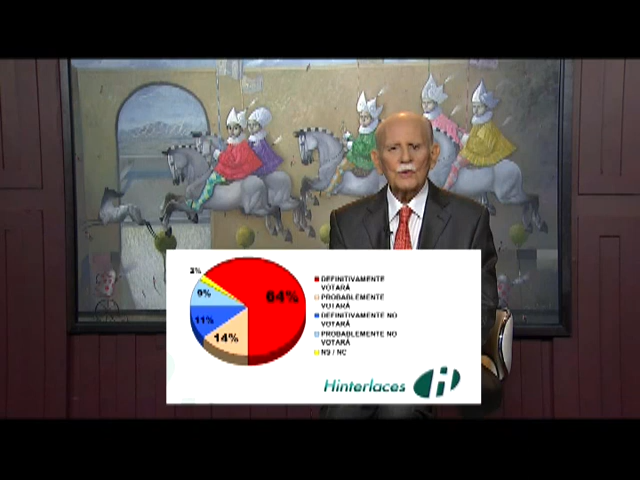 2%
64%
9%
11%
14%
DEFINITIVAMENTE
VOTARÁ
PROBABLEMENTE
VOTARÁ
DEFINITIVAMENTE NO
VOTARÁ
PROBABLEMENTE NO
VOTARÁ
NS / NC
Hinterlaces